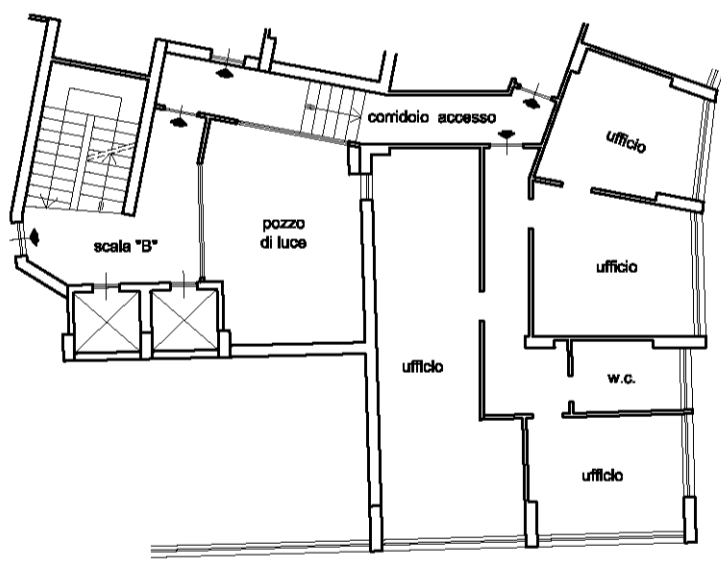 corridoio accesso
ufficio
pozzo
di luce
scala "B"
ufficio
ufficio
w.c.
ufficio